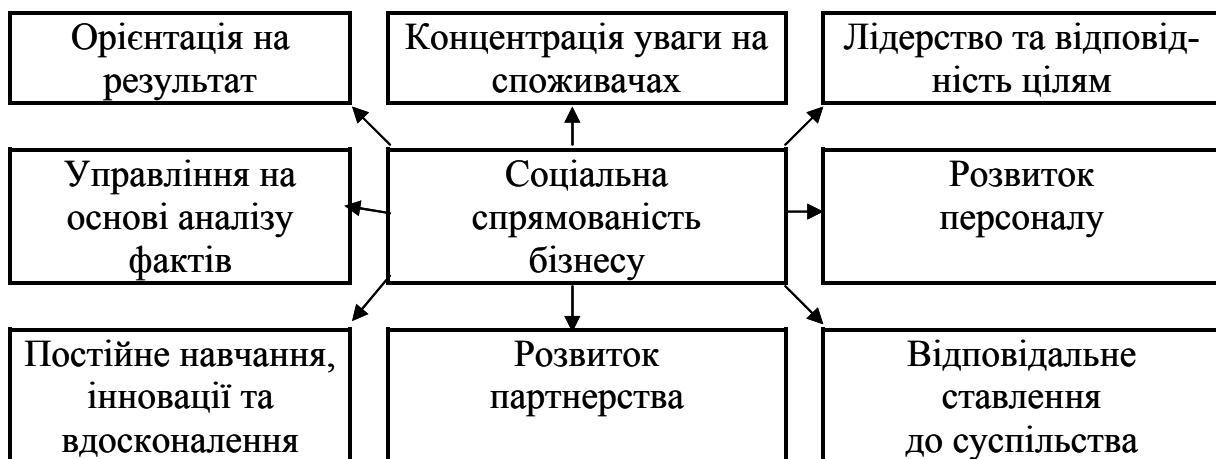 Орієнтація на
результат
Концентрація уваги на
споживачах
Лідерство та відповід-
ність цілям
Управління на
основі аналізу
фактів
Соціальна
спрямованість
бізнесу
Розвиток
персоналу
Постійне навчання,
інновації та
вдосконалення
Розвиток
партнерства
Відповідальне
ставлення
до суспільства